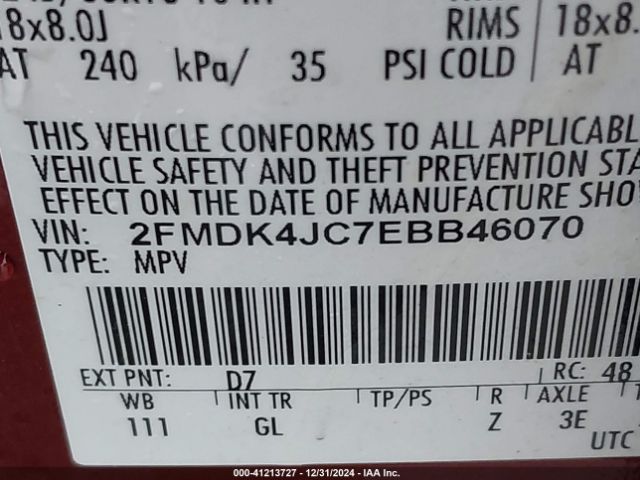 18x8.0J RIMS 18x8.
AT 240 kPa/ 35 PSI COLD AT
THIS VEHICLE CONFORMS TO ALL APPLICABL
VEHICLE SAFETY AND THEFT PREVENTION STA
EFFECT ON THE DATE OF MANUFACTURE SHO
VIN: 2FMDK4JC7EBB46070
TYPE: MPV
EXT PNT: D7 RC: 48
WB INT TR TP/PS R AXLE
111 GL Z 3E
UTC
000-41213727 - 12/31/2024 - IAA Inc.